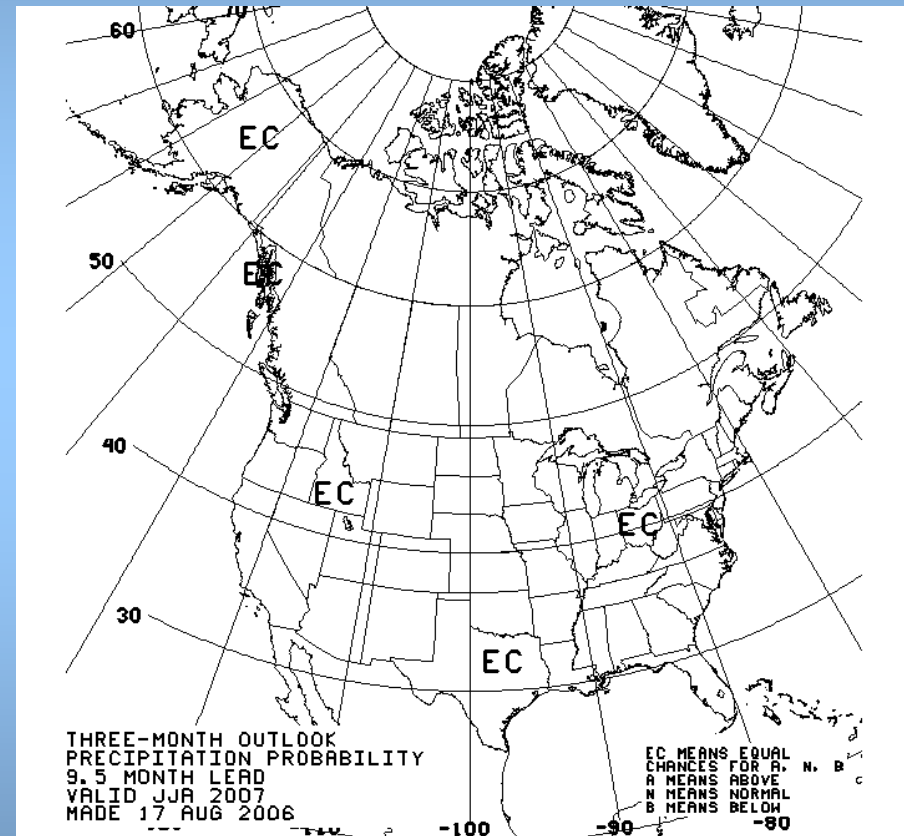 60
70
EC
50
EC
40
EC
EC
30
EC
THREE-MONTH OUTLOOK
PRECIPITATION PROBABILITY
9.5 MONTH LEAD
VALID JJA 2007
MADE 17 AUG 2006
EC MEANS EQUAL
CHANCES FOR A, N, B
A MEANS ABOVE
N MEANS NORMAL
B MEANS BELOW
-110 -100 -90 -80